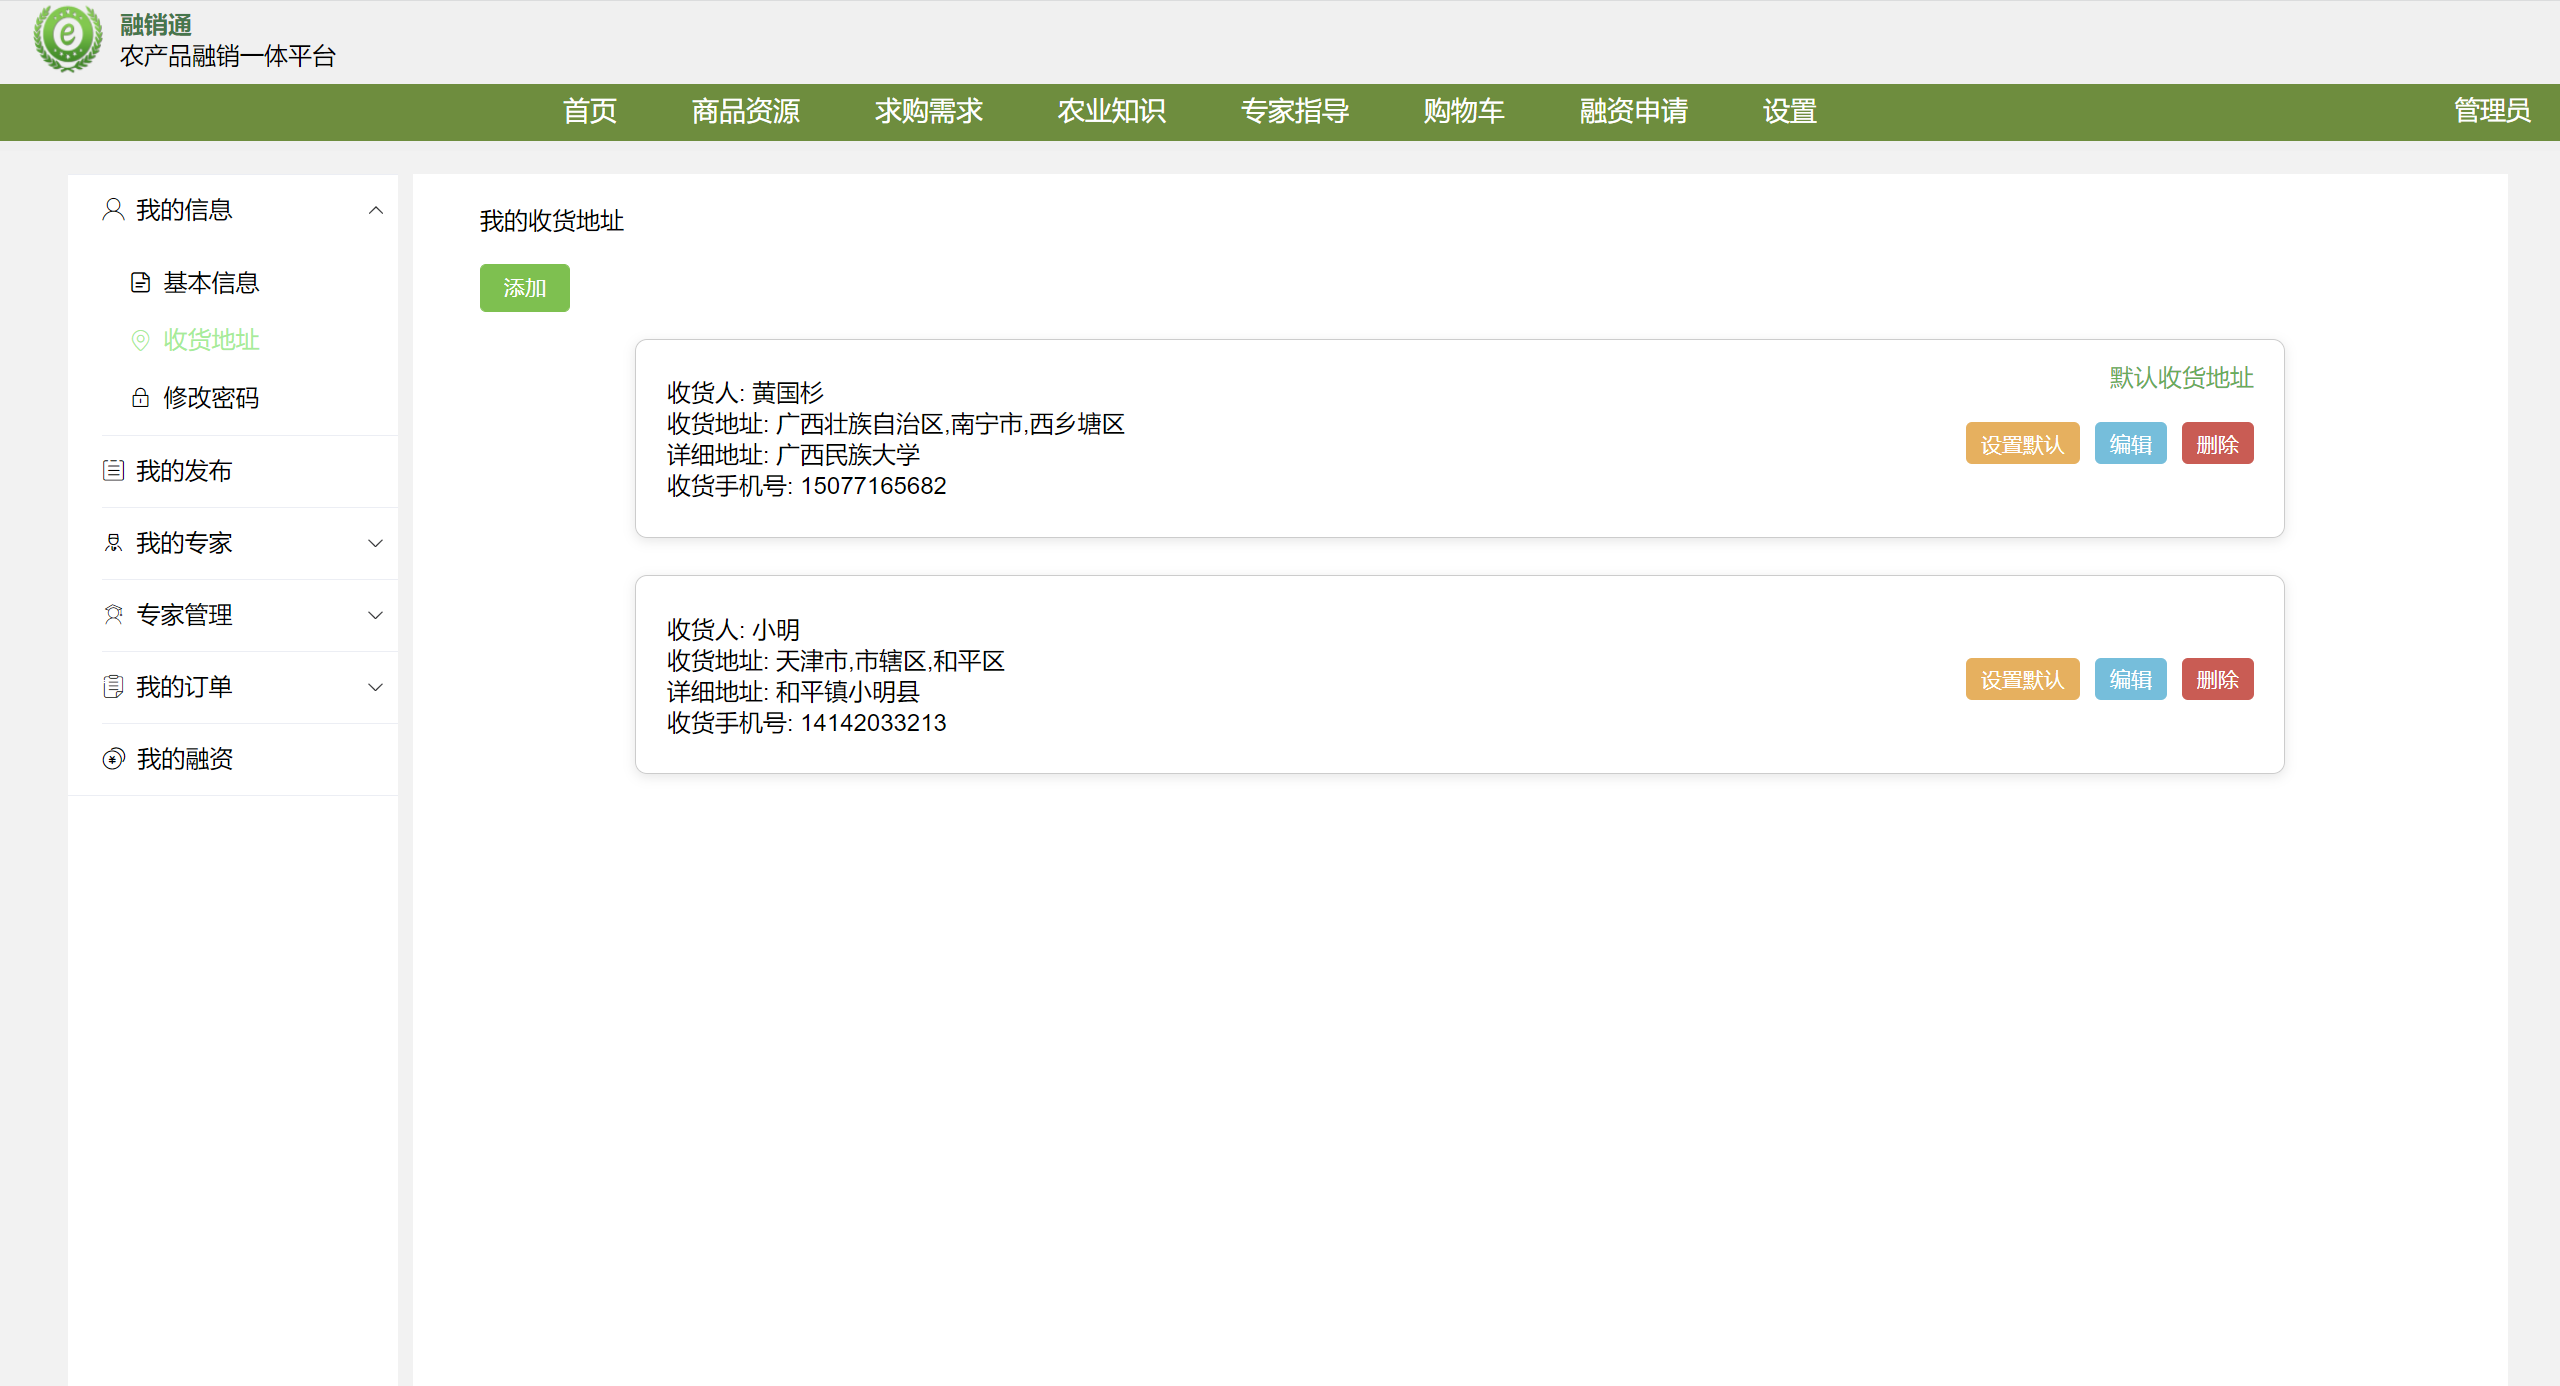 融销通
农产品融销一体平台
首页 商品资源 求购需求 农业知识 专家指导 购物车 融资申请 设置 管理员
我的信息
基本信息
收货地址
修改密码
我的发布
我的专家
专家管理
我的订单
我的融资
我的收货地址
添加
默认收货地址
收货人: 黄国杉
收货地址: 广西壮族自治区,南宁市,西乡塘区
详细地址: 广西民族大学
收货手机号: 15077165682
设置默认 编辑 删除
收货人: 小明
收货地址: 天津市,市辖区,和平区
详细地址: 和平镇小明县
收货手机号: 14142033213
设置默认 编辑 删除